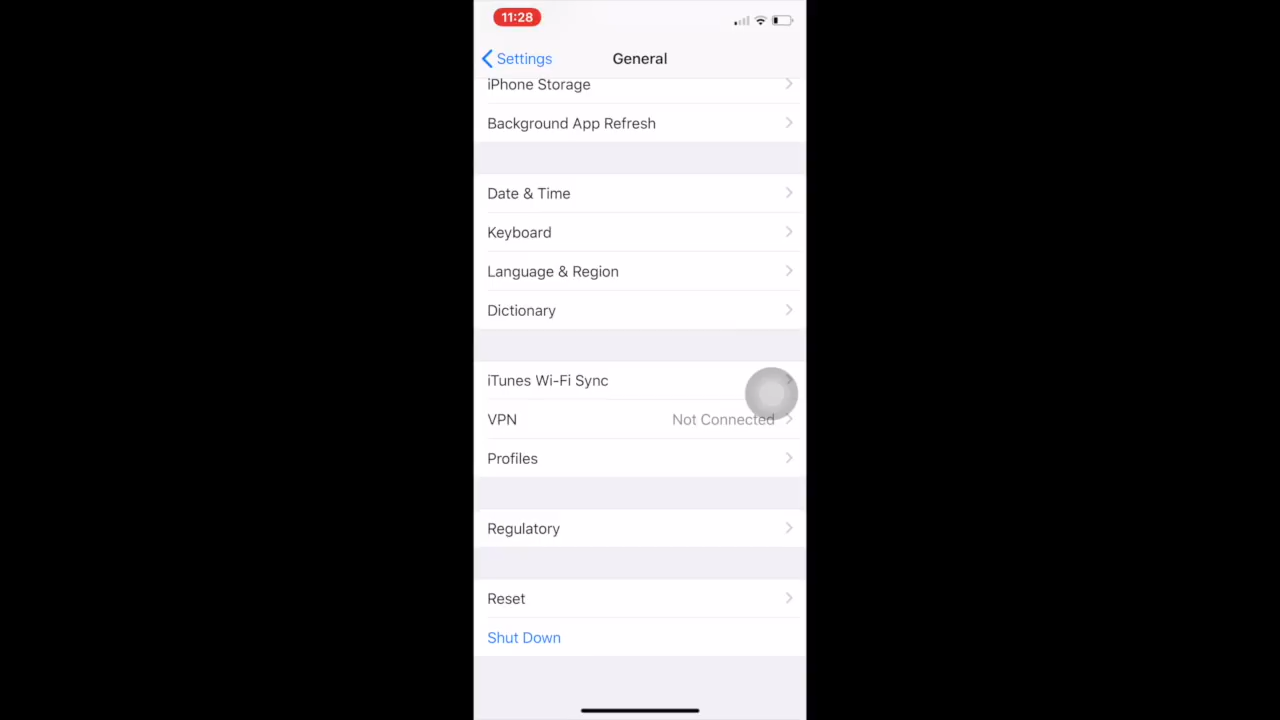 11:28
Settings General
iPhone Storage
Background App Refresh
Date & Time
Keyboard
Language & Region
Dictionary
iTunes Wi-Fi Sync
VPN Not Connected
Profiles
Regulatory
Reset
Shut Down